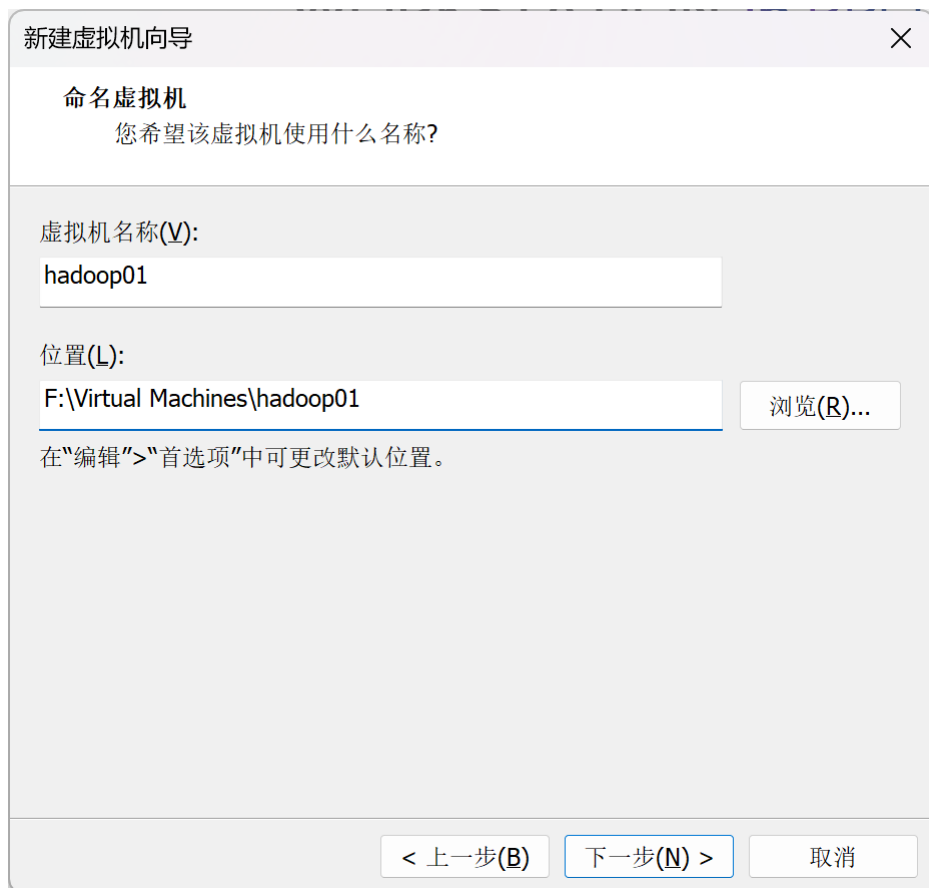 新建虚拟机向导
命名虚拟机
您希望该虚拟机使用什么名称?
虚拟机名称(V):
hadoop01
位置(L):
F:\Virtual Machines\hadoop01
浏览(R)...
在“编辑”>“首选项”中可更改默认位置。
< 上一步(B)
下一步(N) >
取消